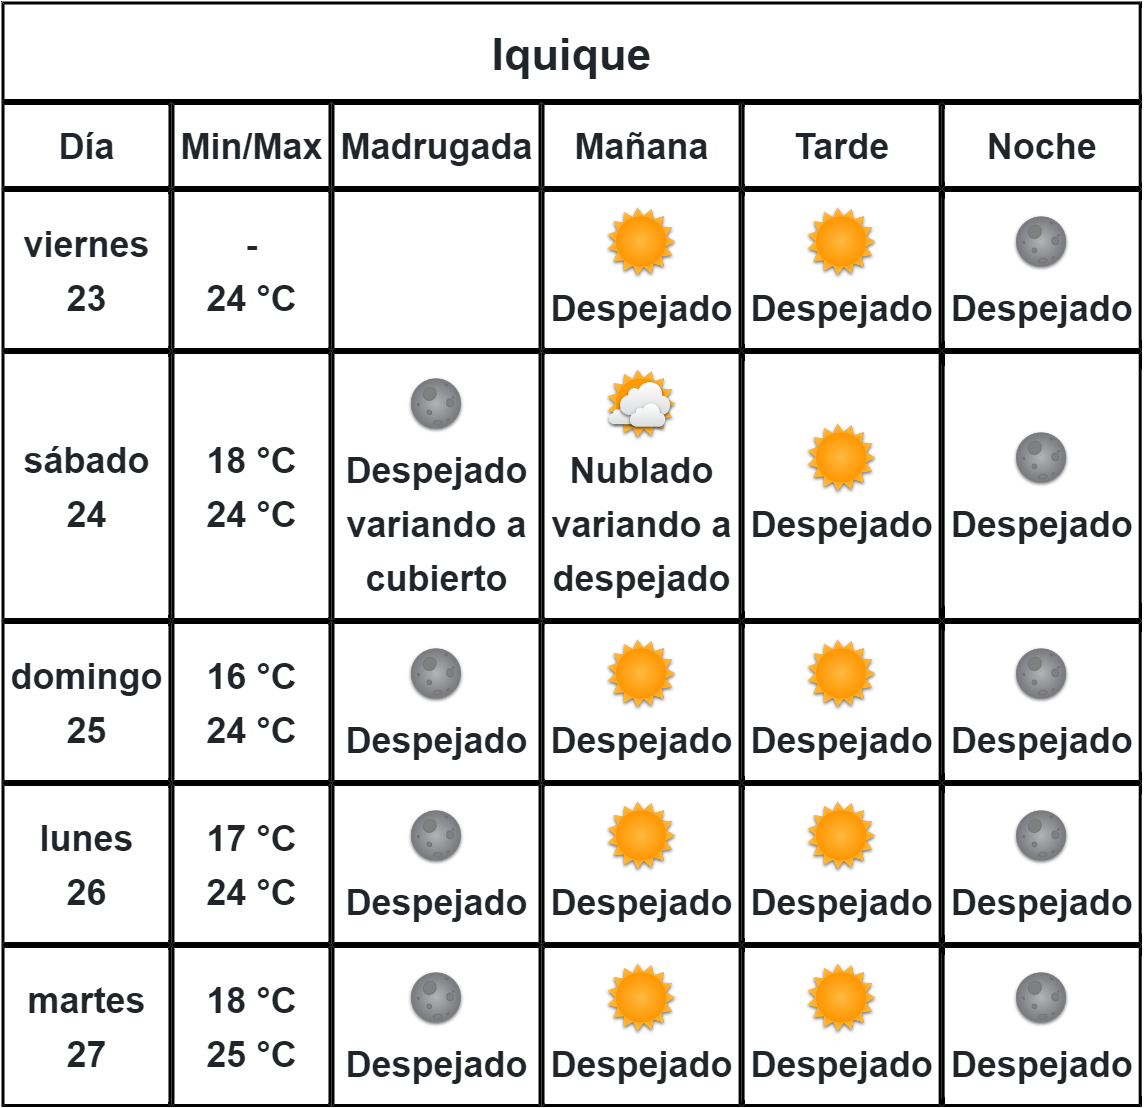 Iquique
Día Min/Max Madrugada Mañana Tarde Noche
viernes
23
-
24 °C
Despejado
Despejado
Despejado
sábado
24
18 °C
24 °C
Despejado
variando a
cubierto
Nublado
variando a
despejado
Despejado
Despejado
domingo
25
16 °C
24 °C
Despejado
Despejado
Despejado
Despejado
lunes
26
17 °C
24 °C
Despejado
Despejado
Despejado
Despejado
martes
27
18 °C
25 °C
Despejado
Despejado
Despejado
Despejado